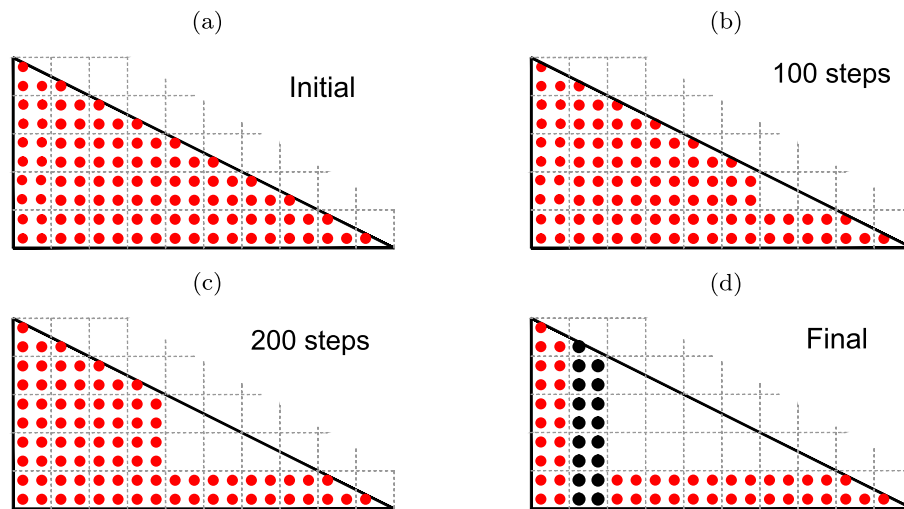 (a)
(b)
Initial
100 steps
(c)
(d)
200 steps
Final